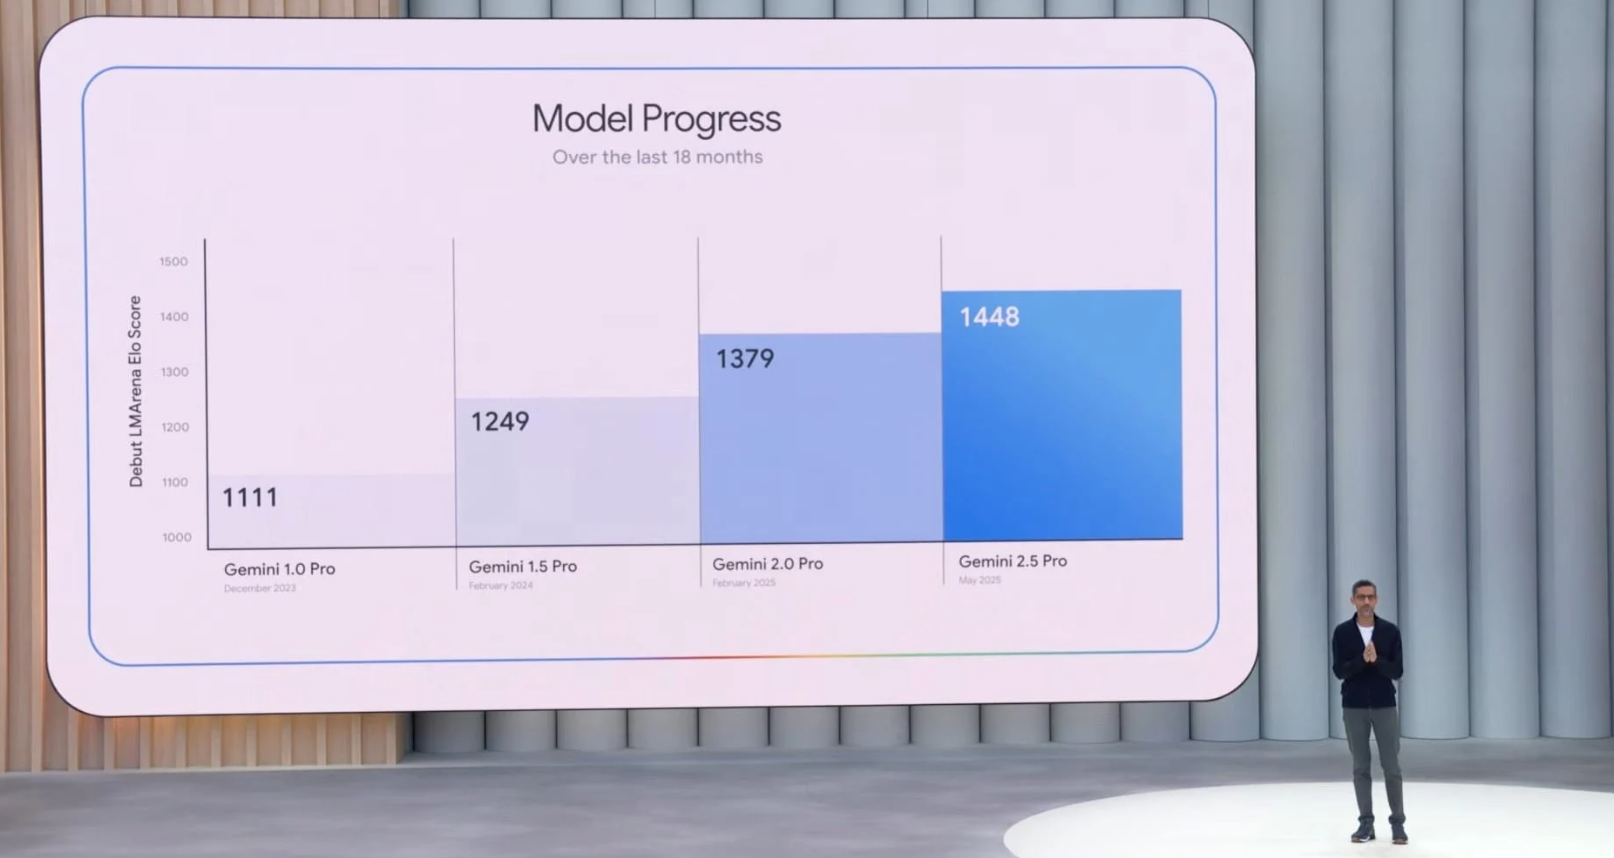 Model Progress
Over the last 18 months
Debut LMArena Elo Score
1500
1400
1300
1200
1100
1000
1111
1249
1379
1448
Gemini 1.0 Pro
December 2023
Gemini 1.5 Pro
February 2024
Gemini 2.0 Pro
February 2025
Gemini 2.5 Pro
May 2025